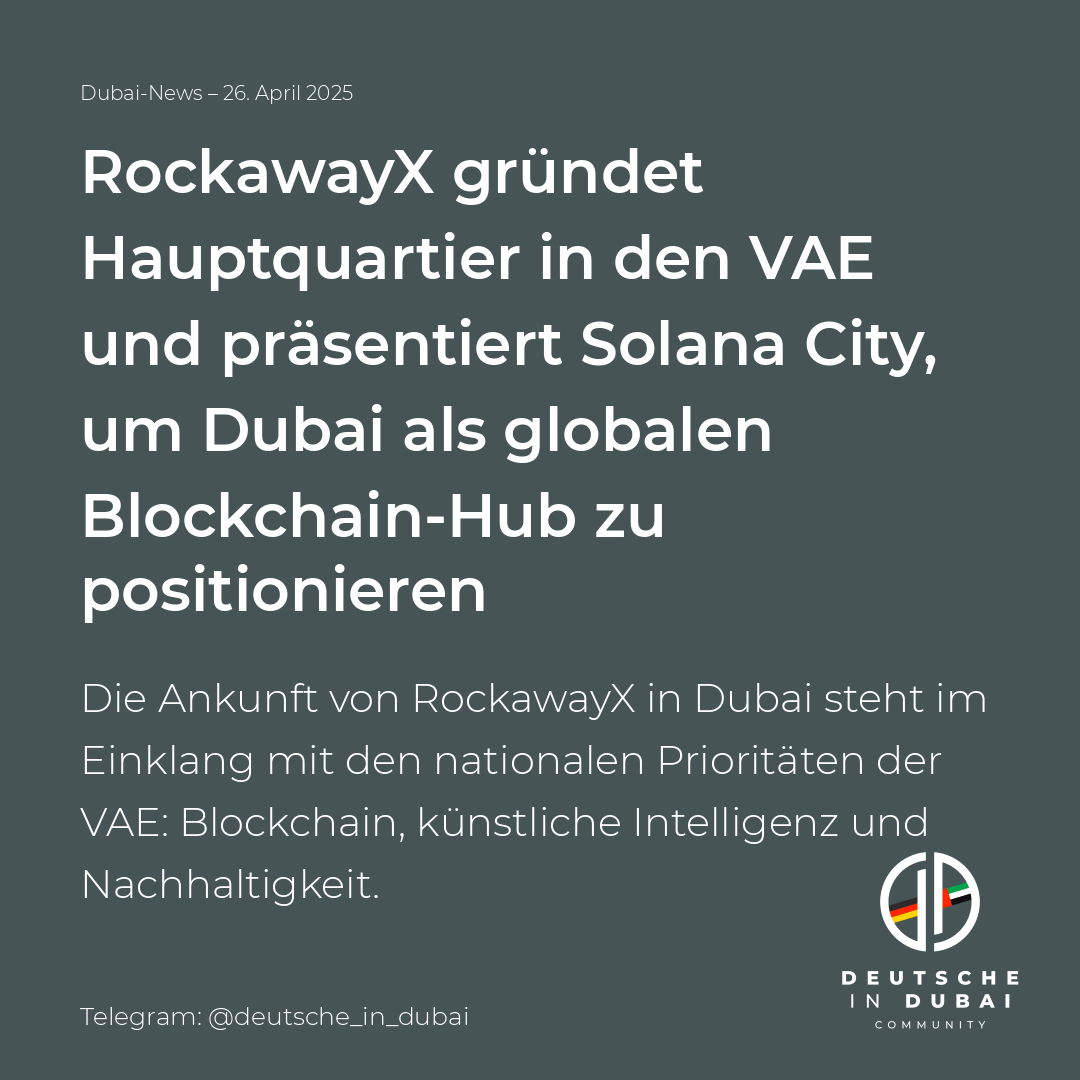 Dubai-News – 26. April 2025
RockawayX gründet
Hauptquartier in den VAE
und präsentiert Solana City,
um Dubai als globalen
Blockchain-Hub zu
positionieren
Die Ankunft von RockawayX in Dubai steht im
Einklang mit den nationalen Prioritäten der
VAE: Blockchain, künstliche Intelligenz und
Nachhaltigkeit.
DEUTSCHE
IN DUBAI
COMMUNITY
Telegram: @deutsche_in_dubai